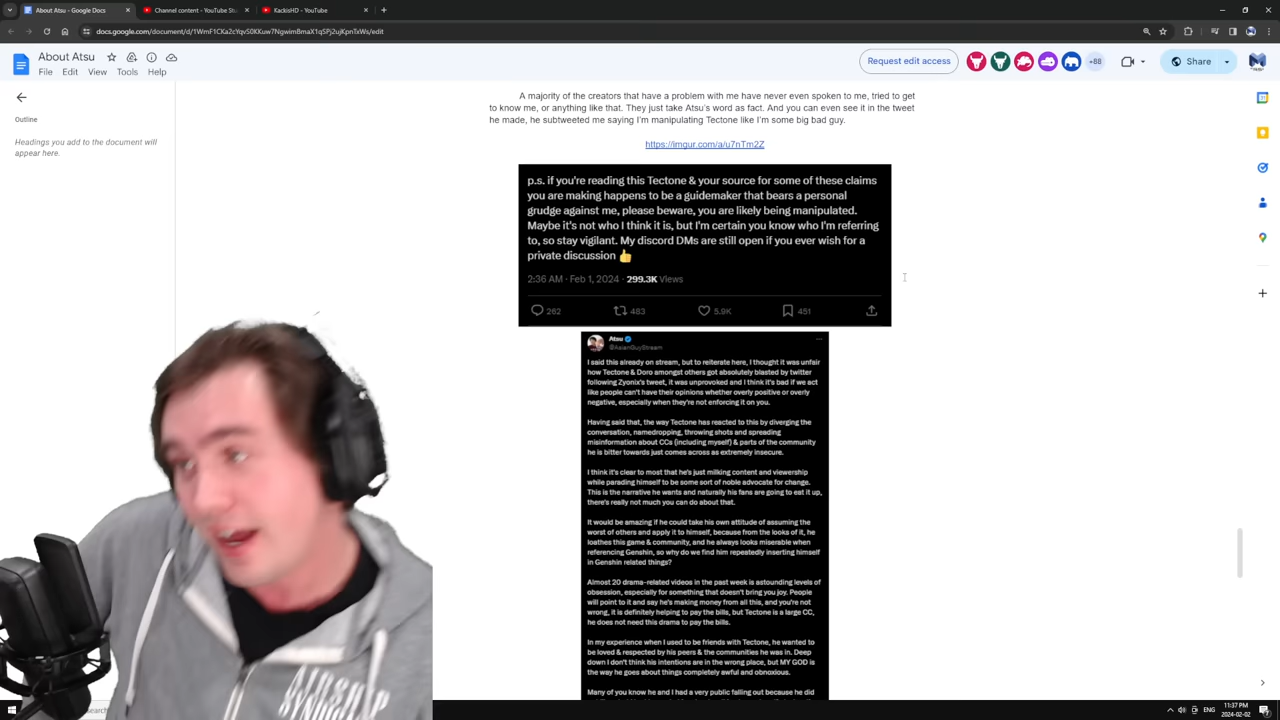 About Atsu - Google Docs
Channel content - YouTube Stu
KackisHD - YouTube
docs.google.com/document/d/1WmF1CKa2cYqvS0KKuw7NgwimBmaX1qSPj2ujKpnTxWs/edit
About Atsu
File Edit View Tools Help
Request edit access
+88
Share
Outline
Headings you add to the document will
appear here.
A majority of the creators that have a problem with me have never even spoken to me, tried to get
to know me, or anything like that. They just take Atsu's word as fact. And you can even see it in the tweet
he made, he subtweeted me saying I'm manipulating Tectone like I'm some big bad guy.
https://imgur.com/a/u7nTm2Z
p.s. if you're reading this Tectone & your source for some of these claims
you are making happens to be a guidemaker that bears a personal
grudge against me, please beware, you are likely being manipulated.
Maybe it's not who I think it is, but I'm certain you know who I'm referring
to, so stay vigilant. My discord DMs are still open if you ever wish for a
private discussion 👍
2:36 AM · Feb 1, 2024 · 299.3K Views
262 483 5.9K 451
Atsu
@AsianGuyStream
I said this already on stream, but to reiterate here, I thought it was unfair
how Tectone & Doro amongst others got absolutely blasted by twitter
following Zyonix's tweet, it was unprovoked and I think it's bad if we act
like people can't have their opinions whether overly positive or overly
negative, especially when they're not enforcing it on you.
Having said that, the way Tectone has reacted to this by diverging the
conversation, namedropping, throwing shots and spreading
misinformation about CCs (including myself) & parts of the community
he is bitter towards just comes across as extremely insecure.
I think it's clear to most that he's just milking content and viewership
while parading himself to be some sort of noble advocate for change.
This is the narrative he wants and naturally his fans are going to eat it up,
there's really not much you can do about that.
It would be amazing if he could take his own attitude of assuming the
worst of others and apply it to himself, because from the looks of it, he
loathes this game & community, and he always looks miserable when
referencing Genshin, so why do we find him repeatedly inserting himself
in Genshin related things?
Almost 20 drama-related videos in the past week is astounding levels of
obsession, especially for something that doesn't bring you joy. People
will point to it and say he's making money from all this, and you're not
wrong, it is definitely helping to pay the bills, but Tectone is a large CC,
he does not need this drama to pay the bills.
In my experience when I used to be friends with Tectone, he wanted to
be loved & respected by his peers & the communities he was in. Deep
down I don't think his intentions are in the wrong place, but MY GOD is
the way he goes about things completely awful and obnoxious.
Many of you know he and I had a very public falling out because he did
ENG
11:37 PM
2024-02-02